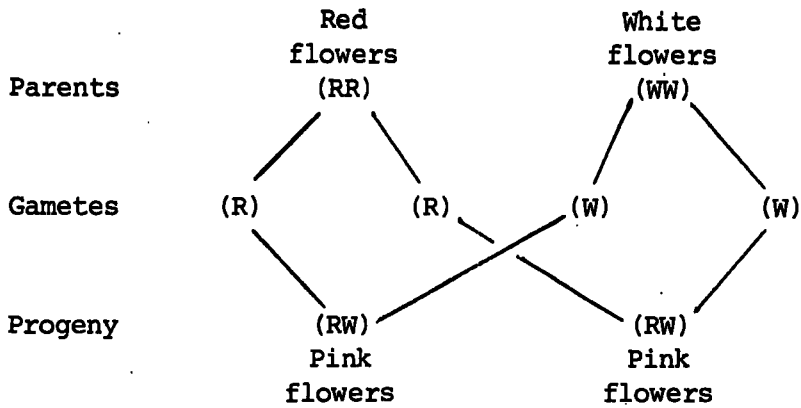 Red White
flowers flowers
Parents (RR) (WW)
Gametes (R) (R) (W) (W)
Progeny (RW) (RW)
Pink Pink
flowers flowers